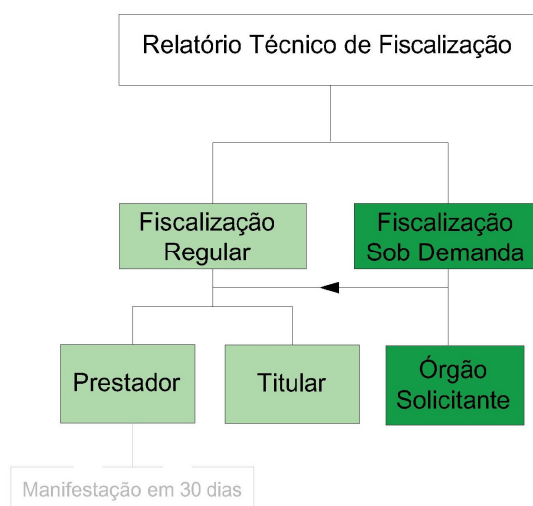 Relatório Técnico de Fiscalização
Fiscalização
Regular
Fiscalização
Sob Demanda
Prestador
Titular
Órgão
Solicitante
Manifestação em 30 dias